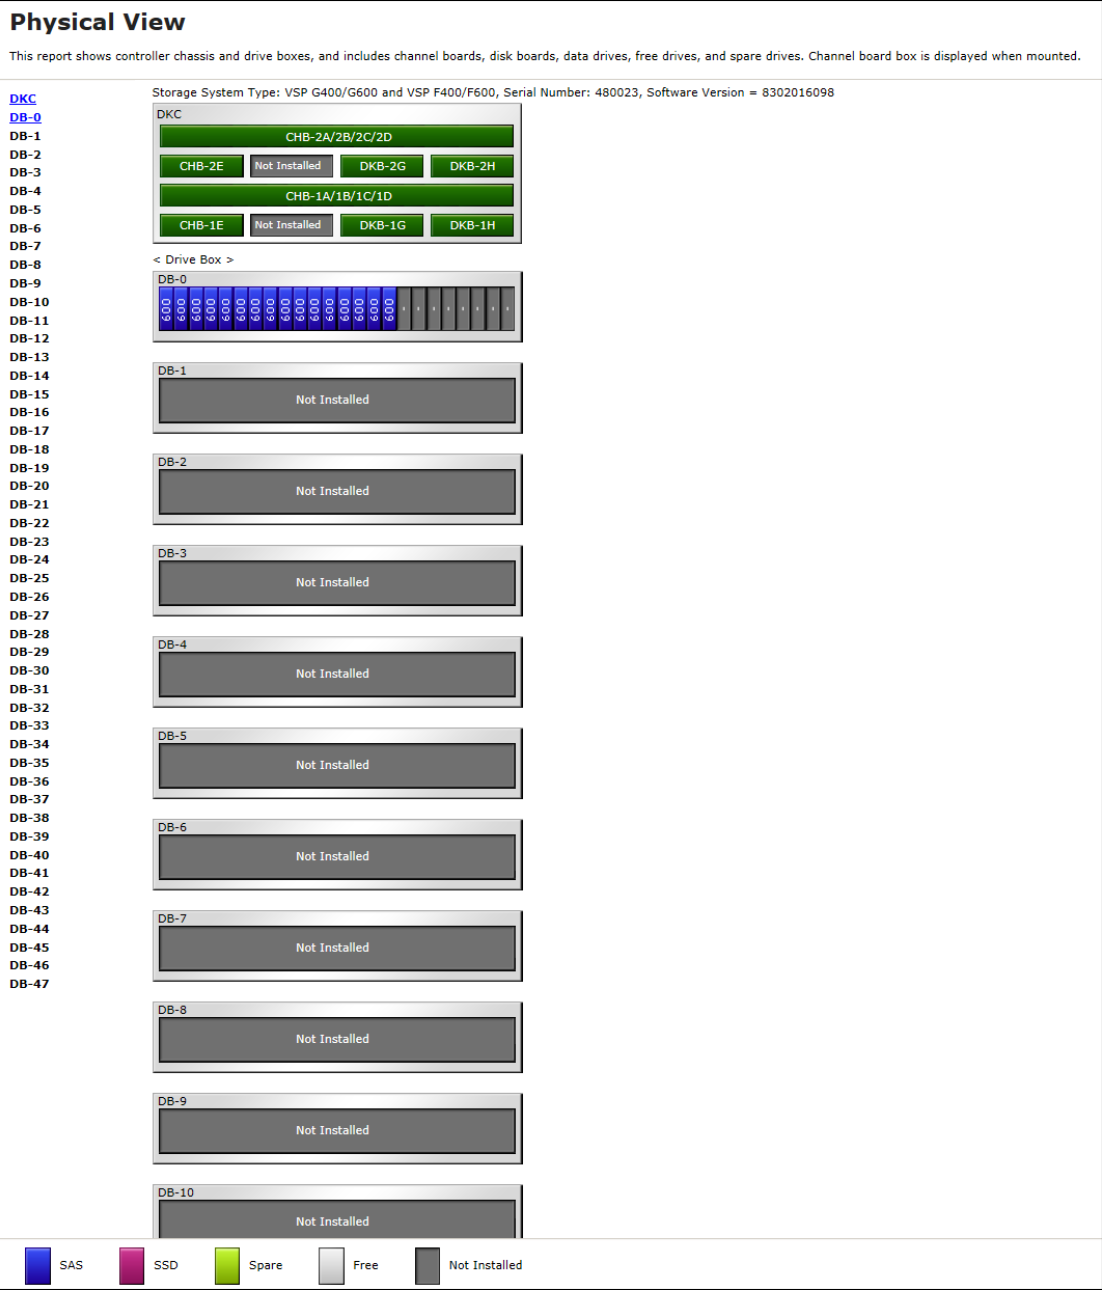 Physical View
This report shows controller chassis and drive boxes, and includes channel boards, disk boards, data drives, free drives, and spare drives. Channel board box is displayed when mounted.
DKC
DB-0
DB-1
DB-2
DB-3
DB-4
DB-5
DB-6
DB-7
DB-8
DB-9
DB-10
DB-11
DB-12
DB-13
DB-14
DB-15
DB-16
DB-17
DB-18
DB-19
DB-20
DB-21
DB-22
DB-23
DB-24
DB-25
DB-26
DB-27
DB-28
DB-29
DB-30
DB-31
DB-32
DB-33
DB-34
DB-35
DB-36
DB-37
DB-38
DB-39
DB-40
DB-41
DB-42
DB-43
DB-44
DB-45
DB-46
DB-47
Storage System Type: VSP G400/G600 and VSP F400/F600, Serial Number: 480023, Software Version = 8302016098
DKC
CHB-2A/2B/2C/2D
CHB-2E Not Installed DKB-2G DKB-2H
CHB-1A/1B/1C/1D
CHB-1E Not Installed DKB-1G DKB-1H
< Drive Box >
DB-0
600 600 600 600 600 600 600 600 600 600 600 600 600 600 600 600 - - - - - - - -
DB-1
Not Installed
DB-2
Not Installed
DB-3
Not Installed
DB-4
Not Installed
DB-5
Not Installed
DB-6
Not Installed
DB-7
Not Installed
DB-8
Not Installed
DB-9
Not Installed
DB-10
Not Installed
SAS SSD Spare Free Not Installed